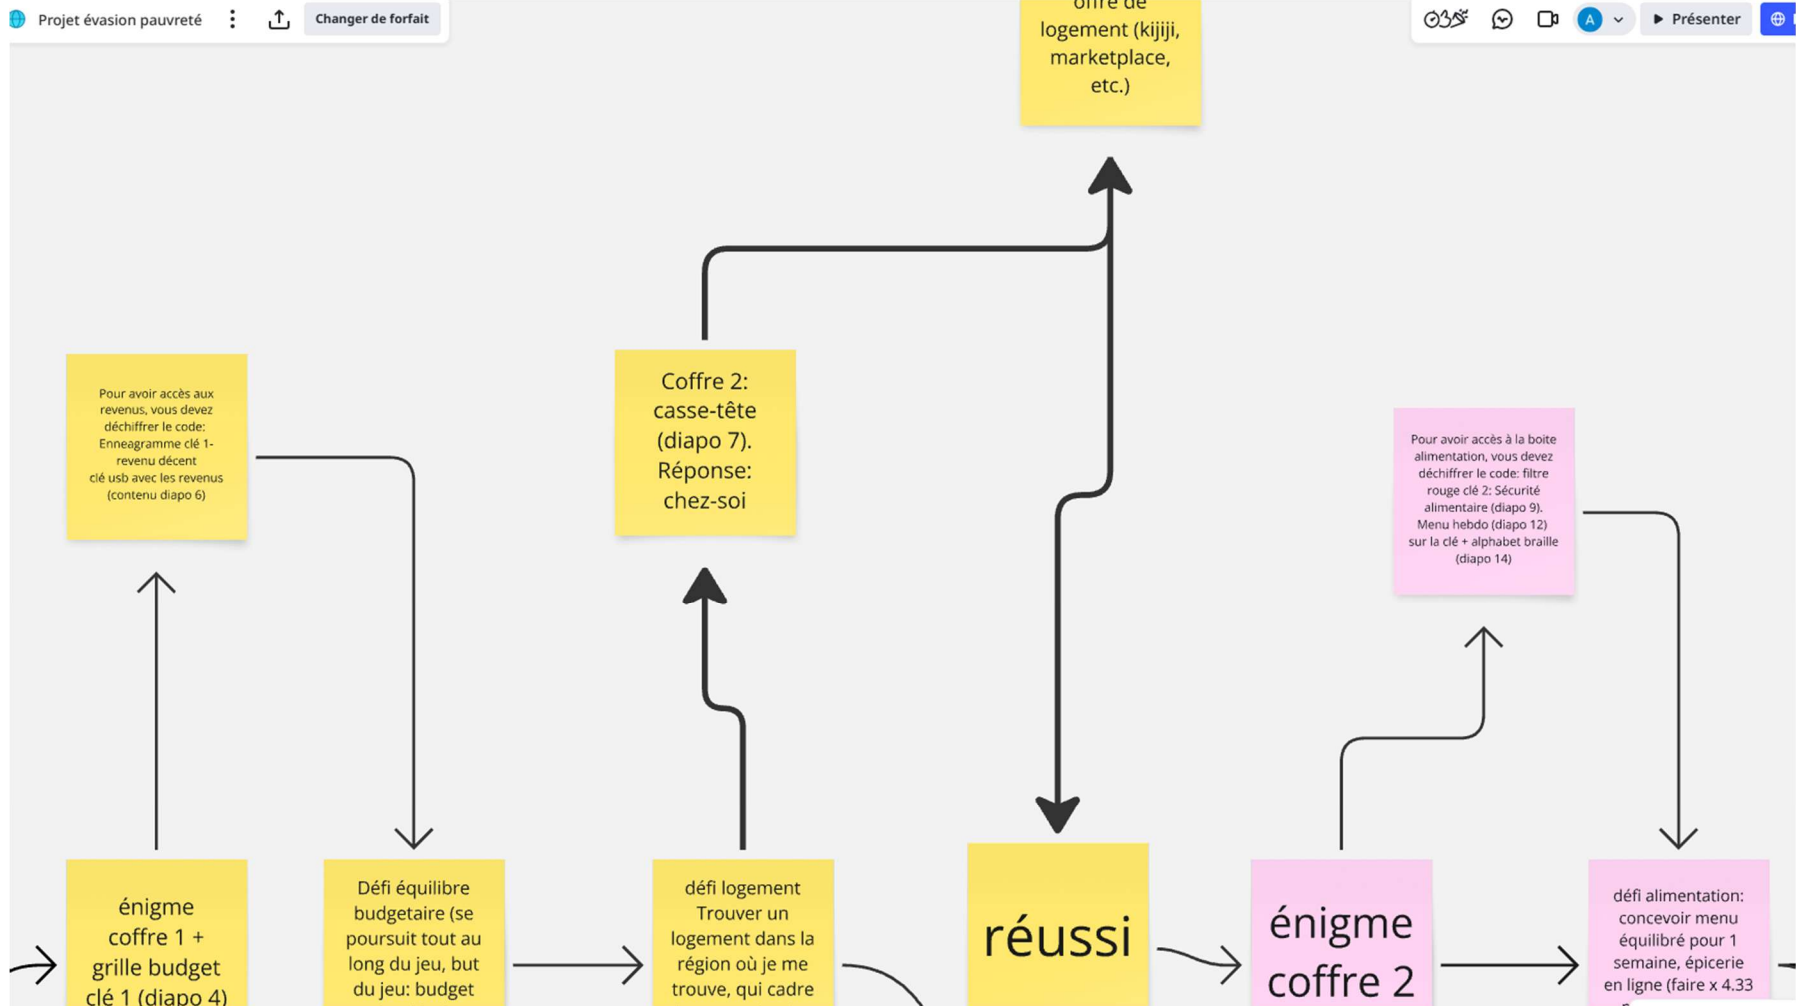 Projet évasion pauvreté
Changer de forfait
A
Présenter
offre de
logement (kijiji,
marketplace,
etc.)
Pour avoir accès aux
revenus, vous devez
déchiffrer le code:
Enneagramme clé 1-
revenu décent
clé usb avec les revenus
(contenu diapo 6)
Coffre 2:
casse-tête
(diapo 7).
Réponse:
chez-soi
Pour avoir accès à la boite
alimentation, vous devez
déchiffrer le code: filtre
rouge clé 2: Sécurité
alimentaire (diapo 9).
Menu hebdo (diapo 12)
sur la clé + alphabet braille
(diapo 14)
énigme
coffre 1 +
grille budget
clé 1 (diapo 4)
Défi équilibre
budgetaire (se
poursuit tout au
long du jeu, but
du jeu: budget
défi logement
Trouver un
logement dans la
région où je me
trouve, qui cadre
réussi
énigme
coffre 2
défi alimentation:
concevoir menu
équilibré pour 1
semaine, épicerie
en ligne (faire x 4.33